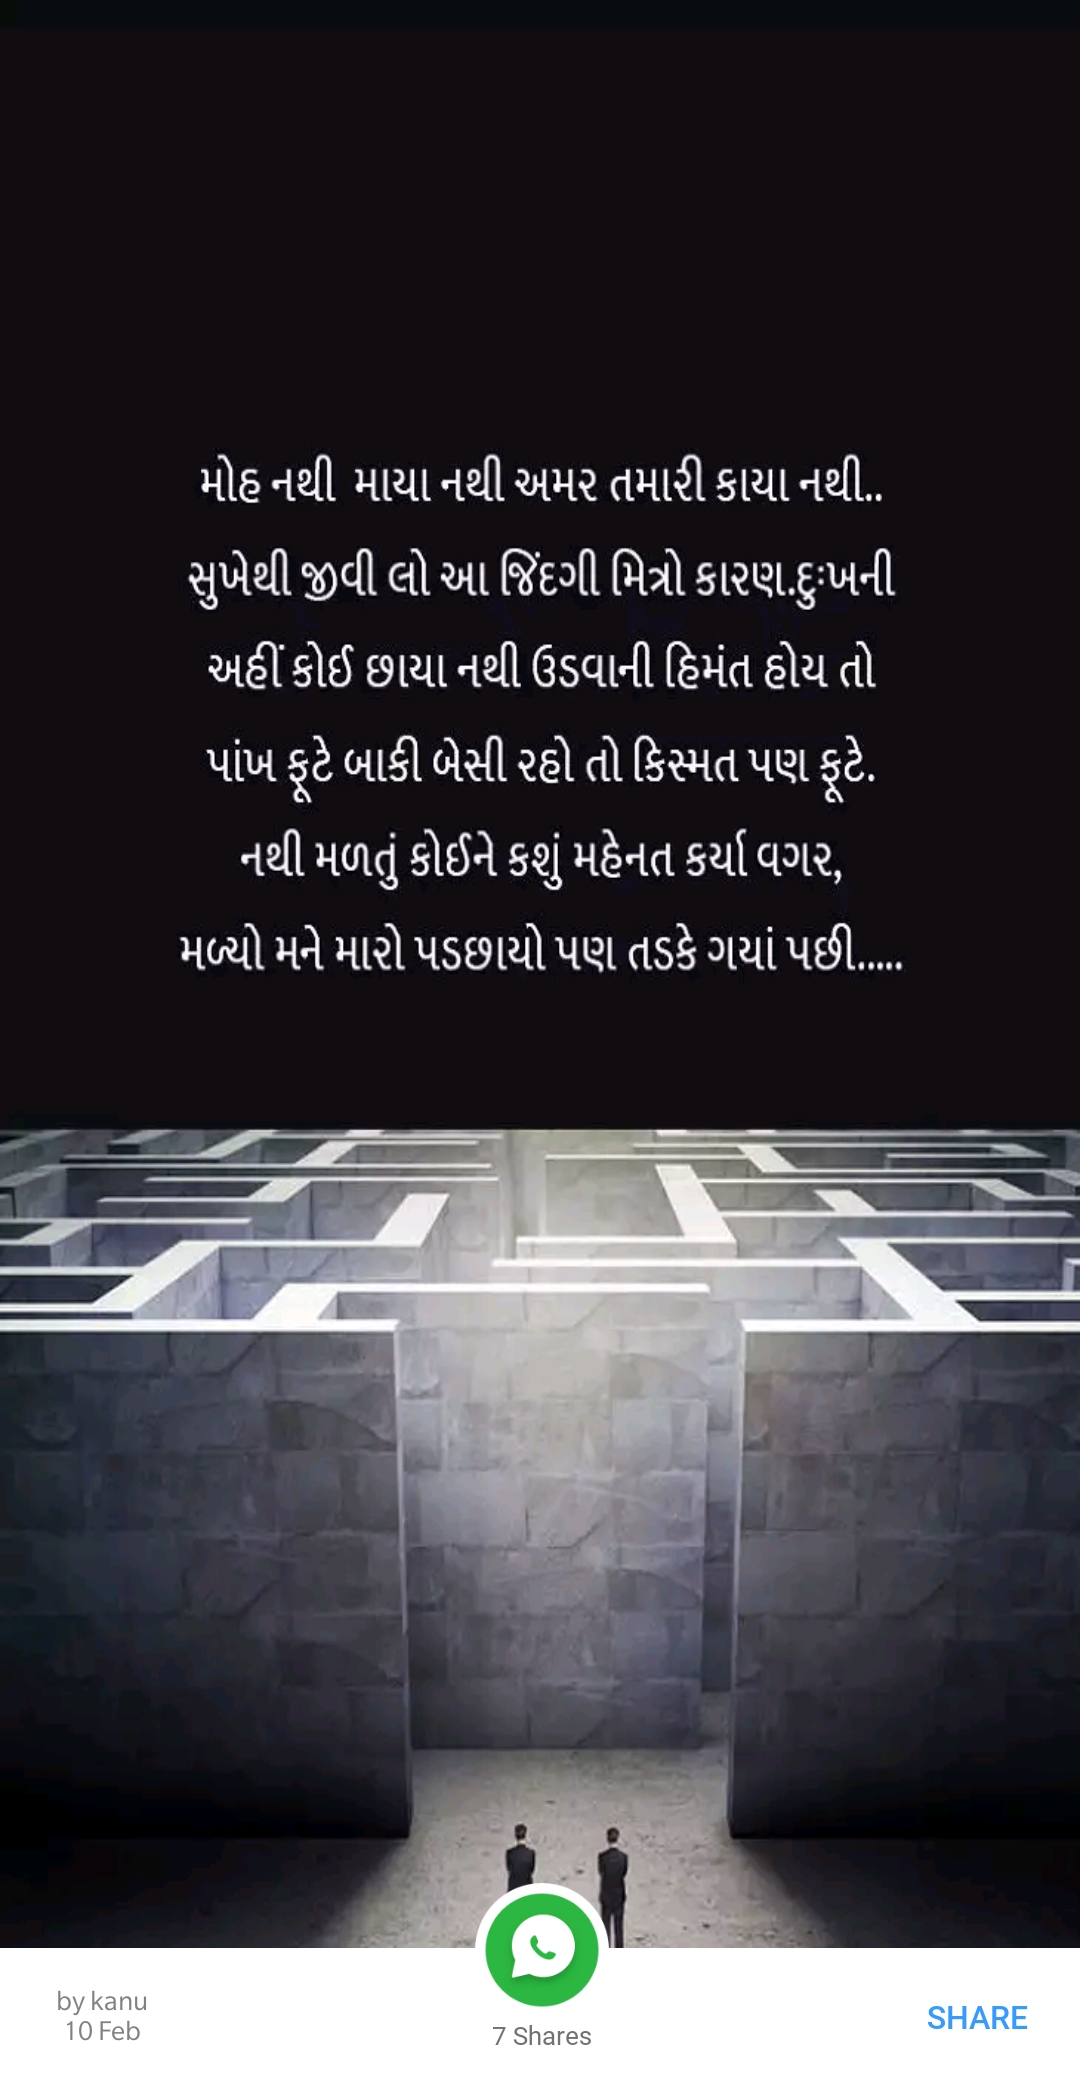 મોહ નથી માયા નથી અમર તમારી કાયા નથી..
સુખેથી જીવી લો આ જિંદગી મિત્રો કારણ.દુઃખની
અહીં કોઈ છાયા નથી ઉડવાની હિમંત હોય તો
પાંખ ફૂટે બાકી બેસી રહો તો કિસ્મત પણ ફૂટે.
નથી મળતું કોઈને કશું મહેનત કર્યા વગર,
મળ્યો મને મારો પડછાયો પણ તડકે ગયાં પછી.....
by kanu
10 Feb
7 Shares
SHARE